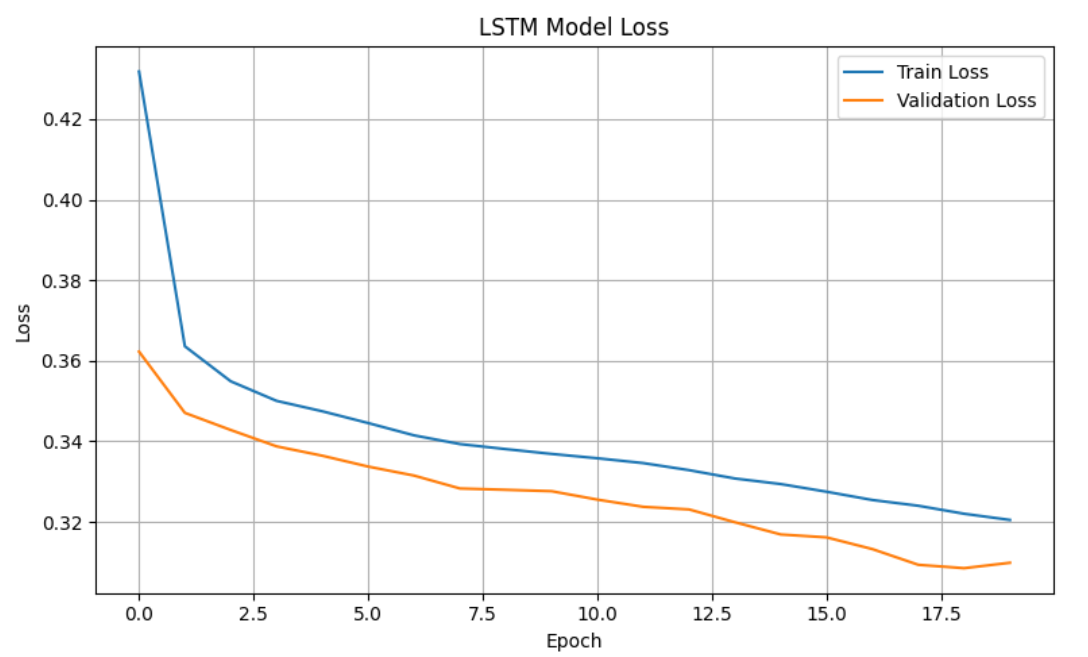 LSTM Model Loss
Train Loss
Validation Loss
0.42
0.40
0.38
0.36
0.34
0.32
Loss
0.0 2.5 5.0 7.5 10.0 12.5 15.0 17.5
Epoch